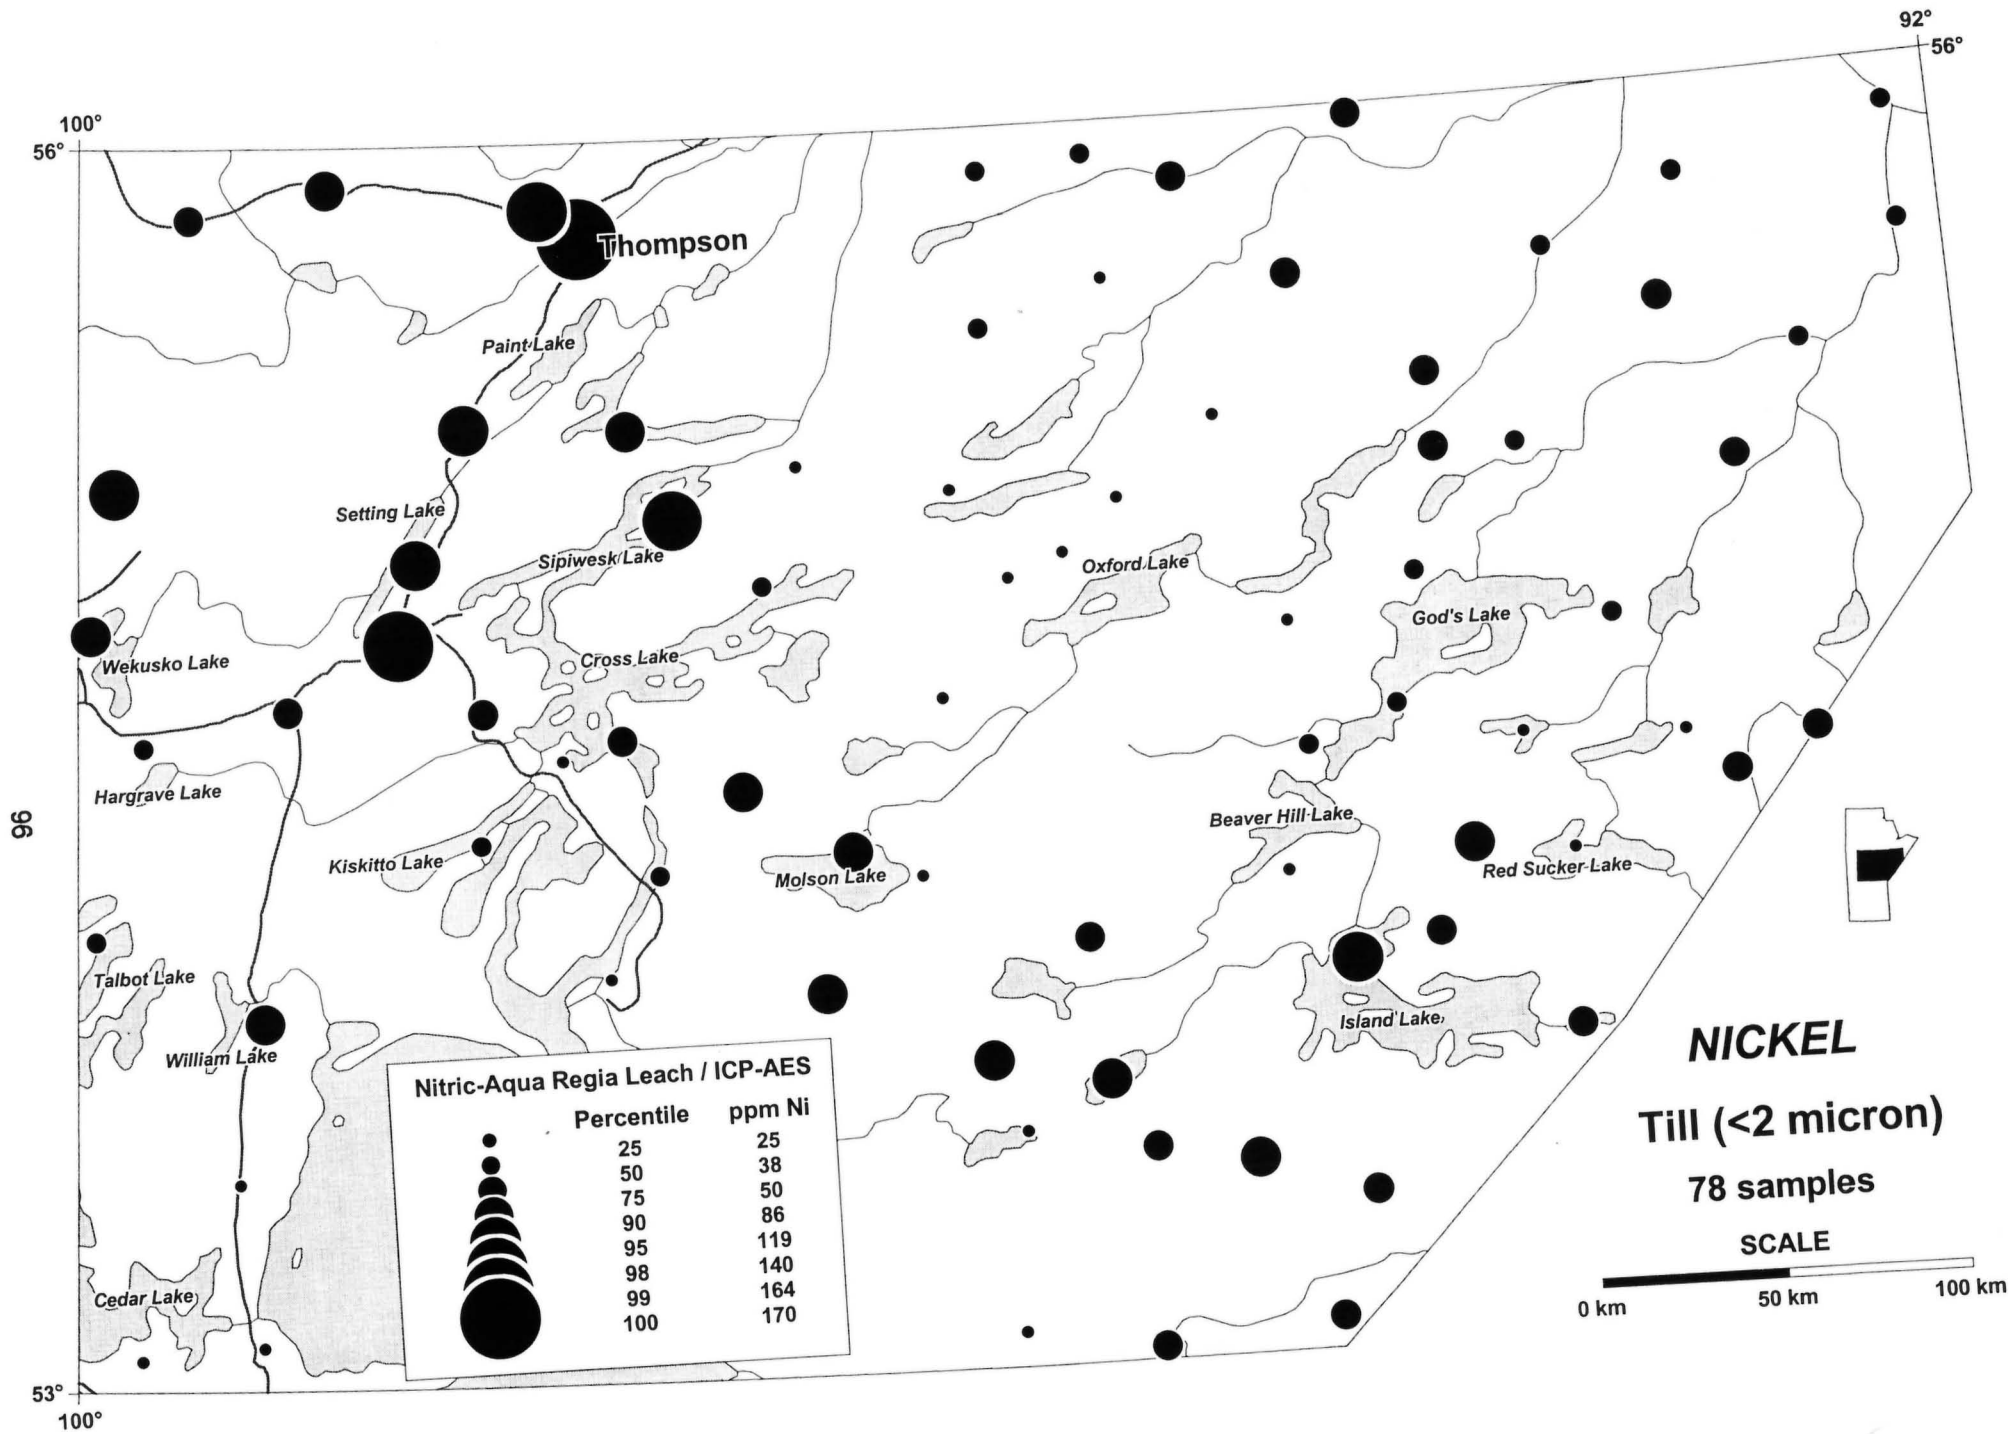 92°
56°
100°
56°
Thompson
Paint Lake
Setting Lake
Sipiwesk Lake
Oxford Lake
God's Lake
Wekusko Lake
Cross Lake
Hargrave Lake
Beaver Hill Lake
96
Kiskitto Lake
Molson Lake
Red Sucker Lake
Talbot Lake
Island Lake
William Lake
NICKEL
Till (<2 micron)
78 samples
SCALE
0 km 50 km 100 km
Nitric-Aqua Regia Leach / ICP-AES
Percentile ppm Ni
25 25
50 38
75 50
90 86
95 119
98 140
99 164
100 170
Cedar Lake
53°
100°